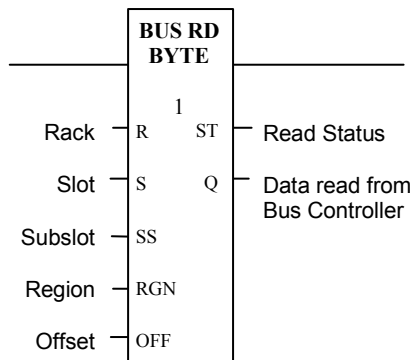 BUS RD
BYTE
1
Rack R ST Read Status
Slot S Q Data read from
Bus Controller
Subslot SS
Region RGN
Offset OFF